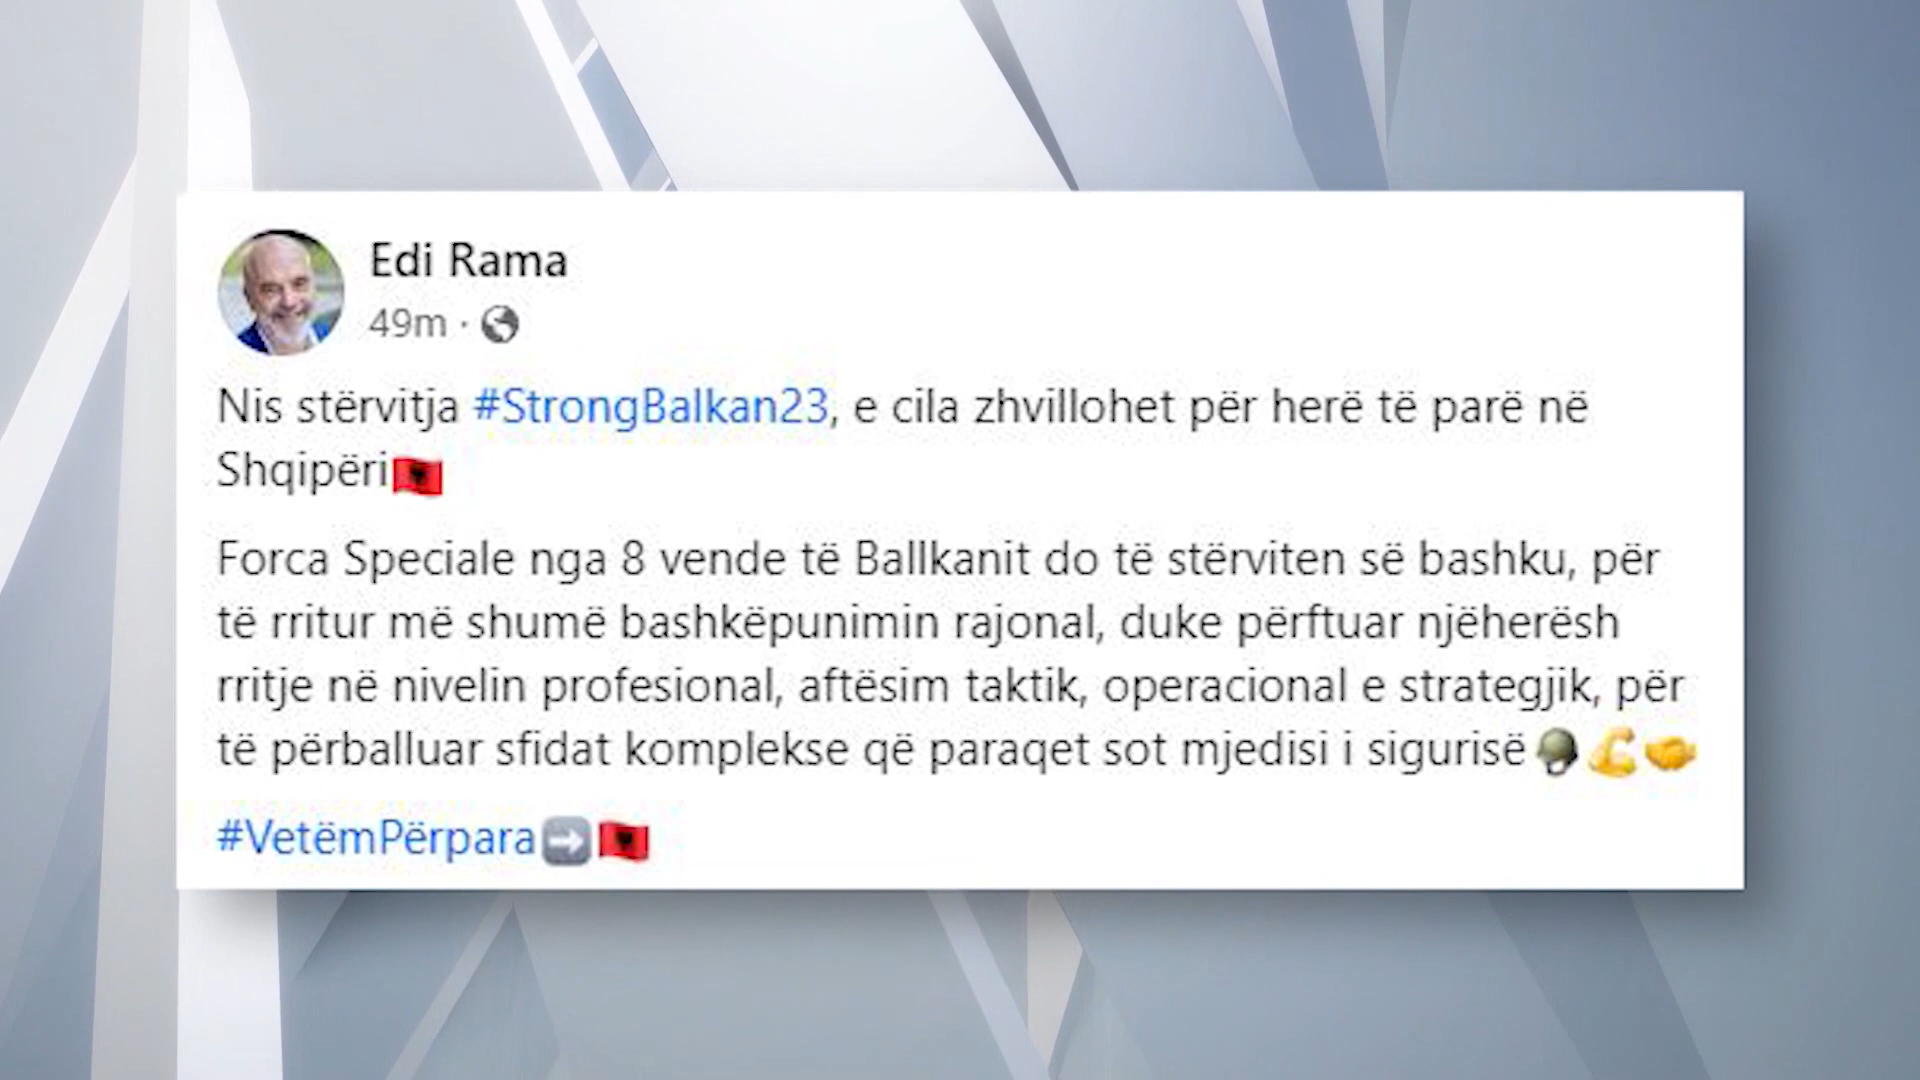 Edi Rama
49m ·
Nis stërvitja #StrongBalkan23, e cila zhvillohet për herë të parë në
Shqipëri🇦🇱
Forca Speciale nga 8 vende të Ballkanit do të stërviten së bashku, për
të rritur më shumë bashkëpunimin rajonal, duke përftuar njëherësh
rritje në nivelin profesional, aftësim taktik, operacional e strategjik, për
të përballuar sfidat komplekse që paraqet sot mjedisi i sigurisë🪖💪🤝
#VetëmPërpara➡️🇦🇱